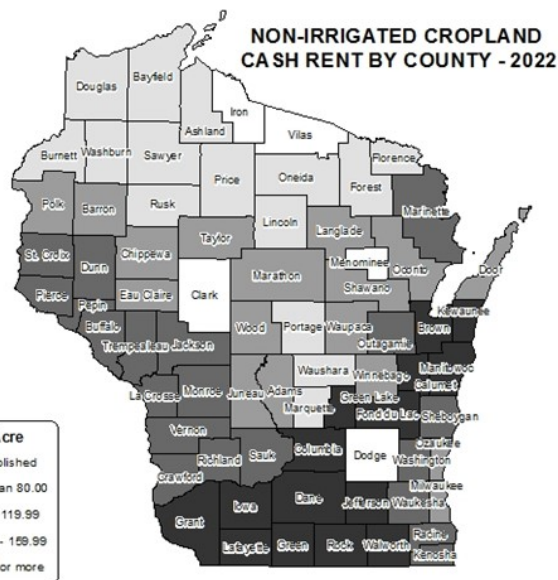 NON-IRRIGATED CROPLAND
CASH RENT BY COUNTY - 2022
Douglas
Bayfield
Ashland
Iron
Vilas
Burnett
Washburn
Sawyer
Price
Oneida
Florence
Forest
Polk
Barron
Rusk
Lincoln
Langlade
Marinette
Taylor
Chippewa
St. Croix
Dunn
Menominee
Oconto
Door
Marathon
Shawano
Pierce
Pepin
Eau Claire
Clark
Buffalo
Trempealeau
Jackson
Wood
Portage
Waupaca
Outagamie
Brown
Kewaunee
Waushara
Winnebago
Calumet
Manitowoc
La Crosse
Monroe
Juneau
Adams
Marquette
Green Lake
Fond du Lac
Sheboygan
Vernon
Richland
Sauk
Columbia
Dodge
Washington
Ozaukee
Crawford
Grant
Iowa
Dane
Jefferson
Waukesha
Milwaukee
Lafayette
Green
Rock
Walworth
Racine
Kenosha
cre
olished
an 80.00
119.99
- 159.99
or more